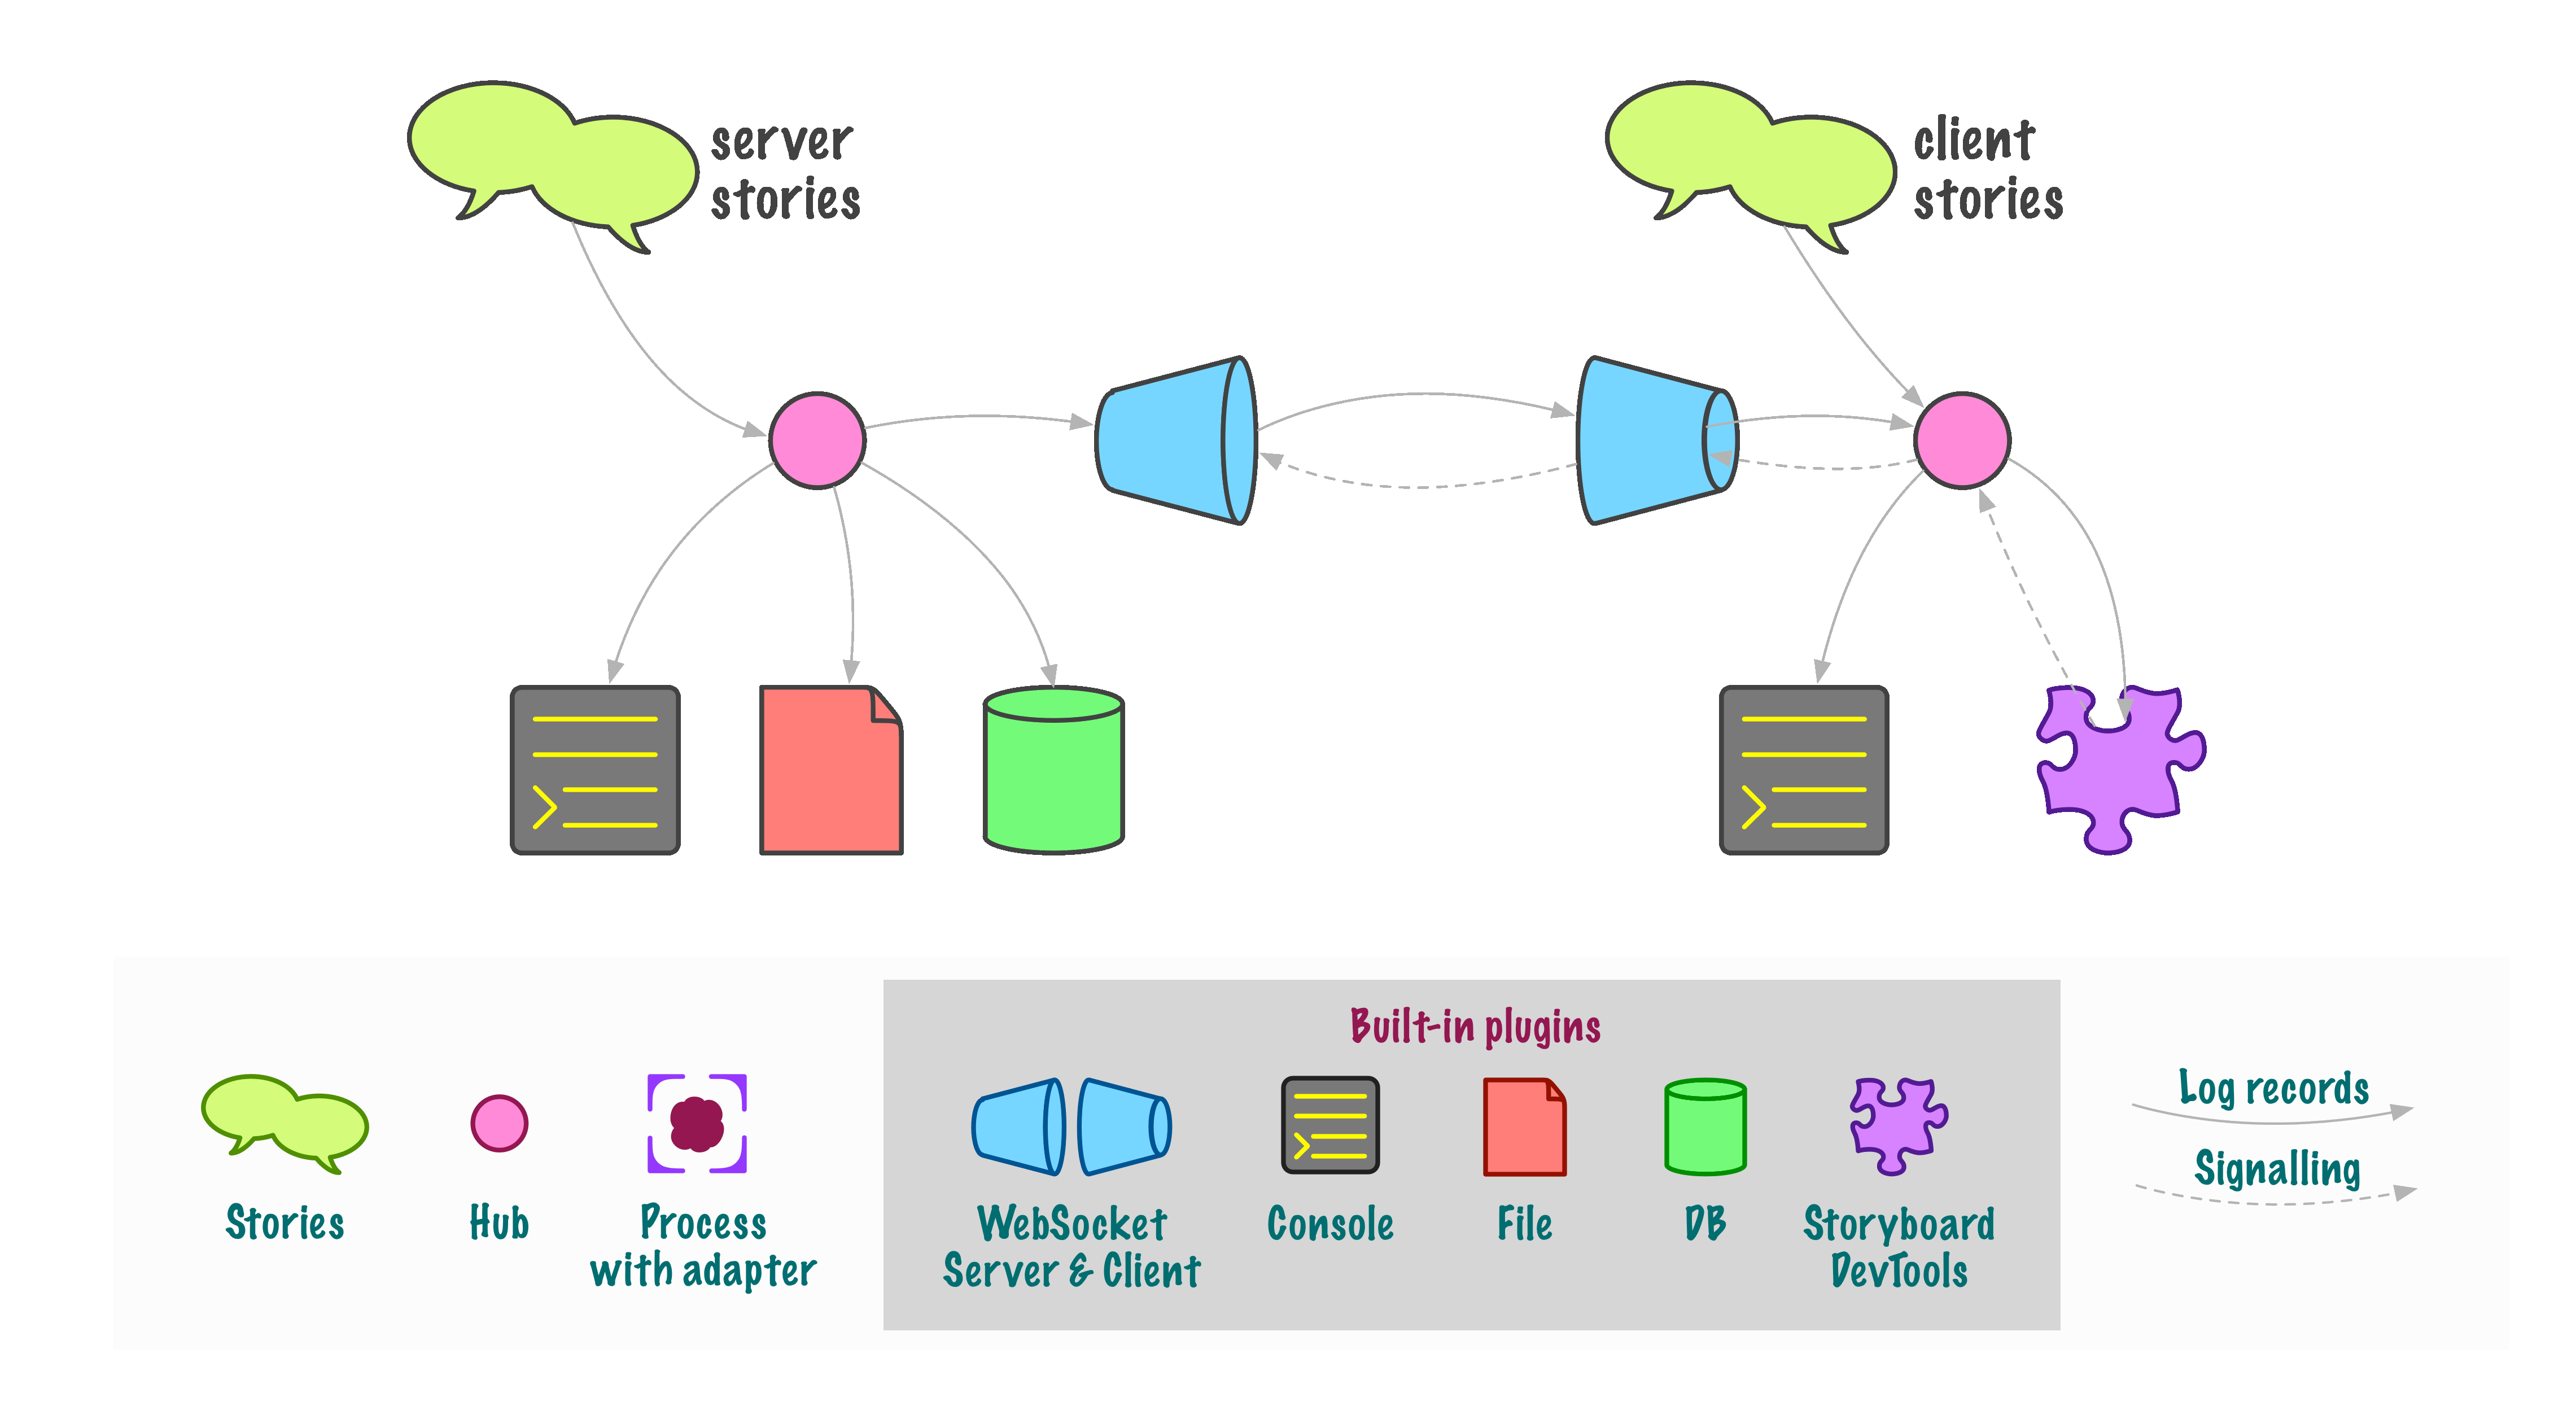 server
stories
client
stories
Built-in plugins
Stories
Hub
Process
with adapter
WebSocket
Server & Client
Console
File
DB
Storyboard
DevTools
Log records
Signalling